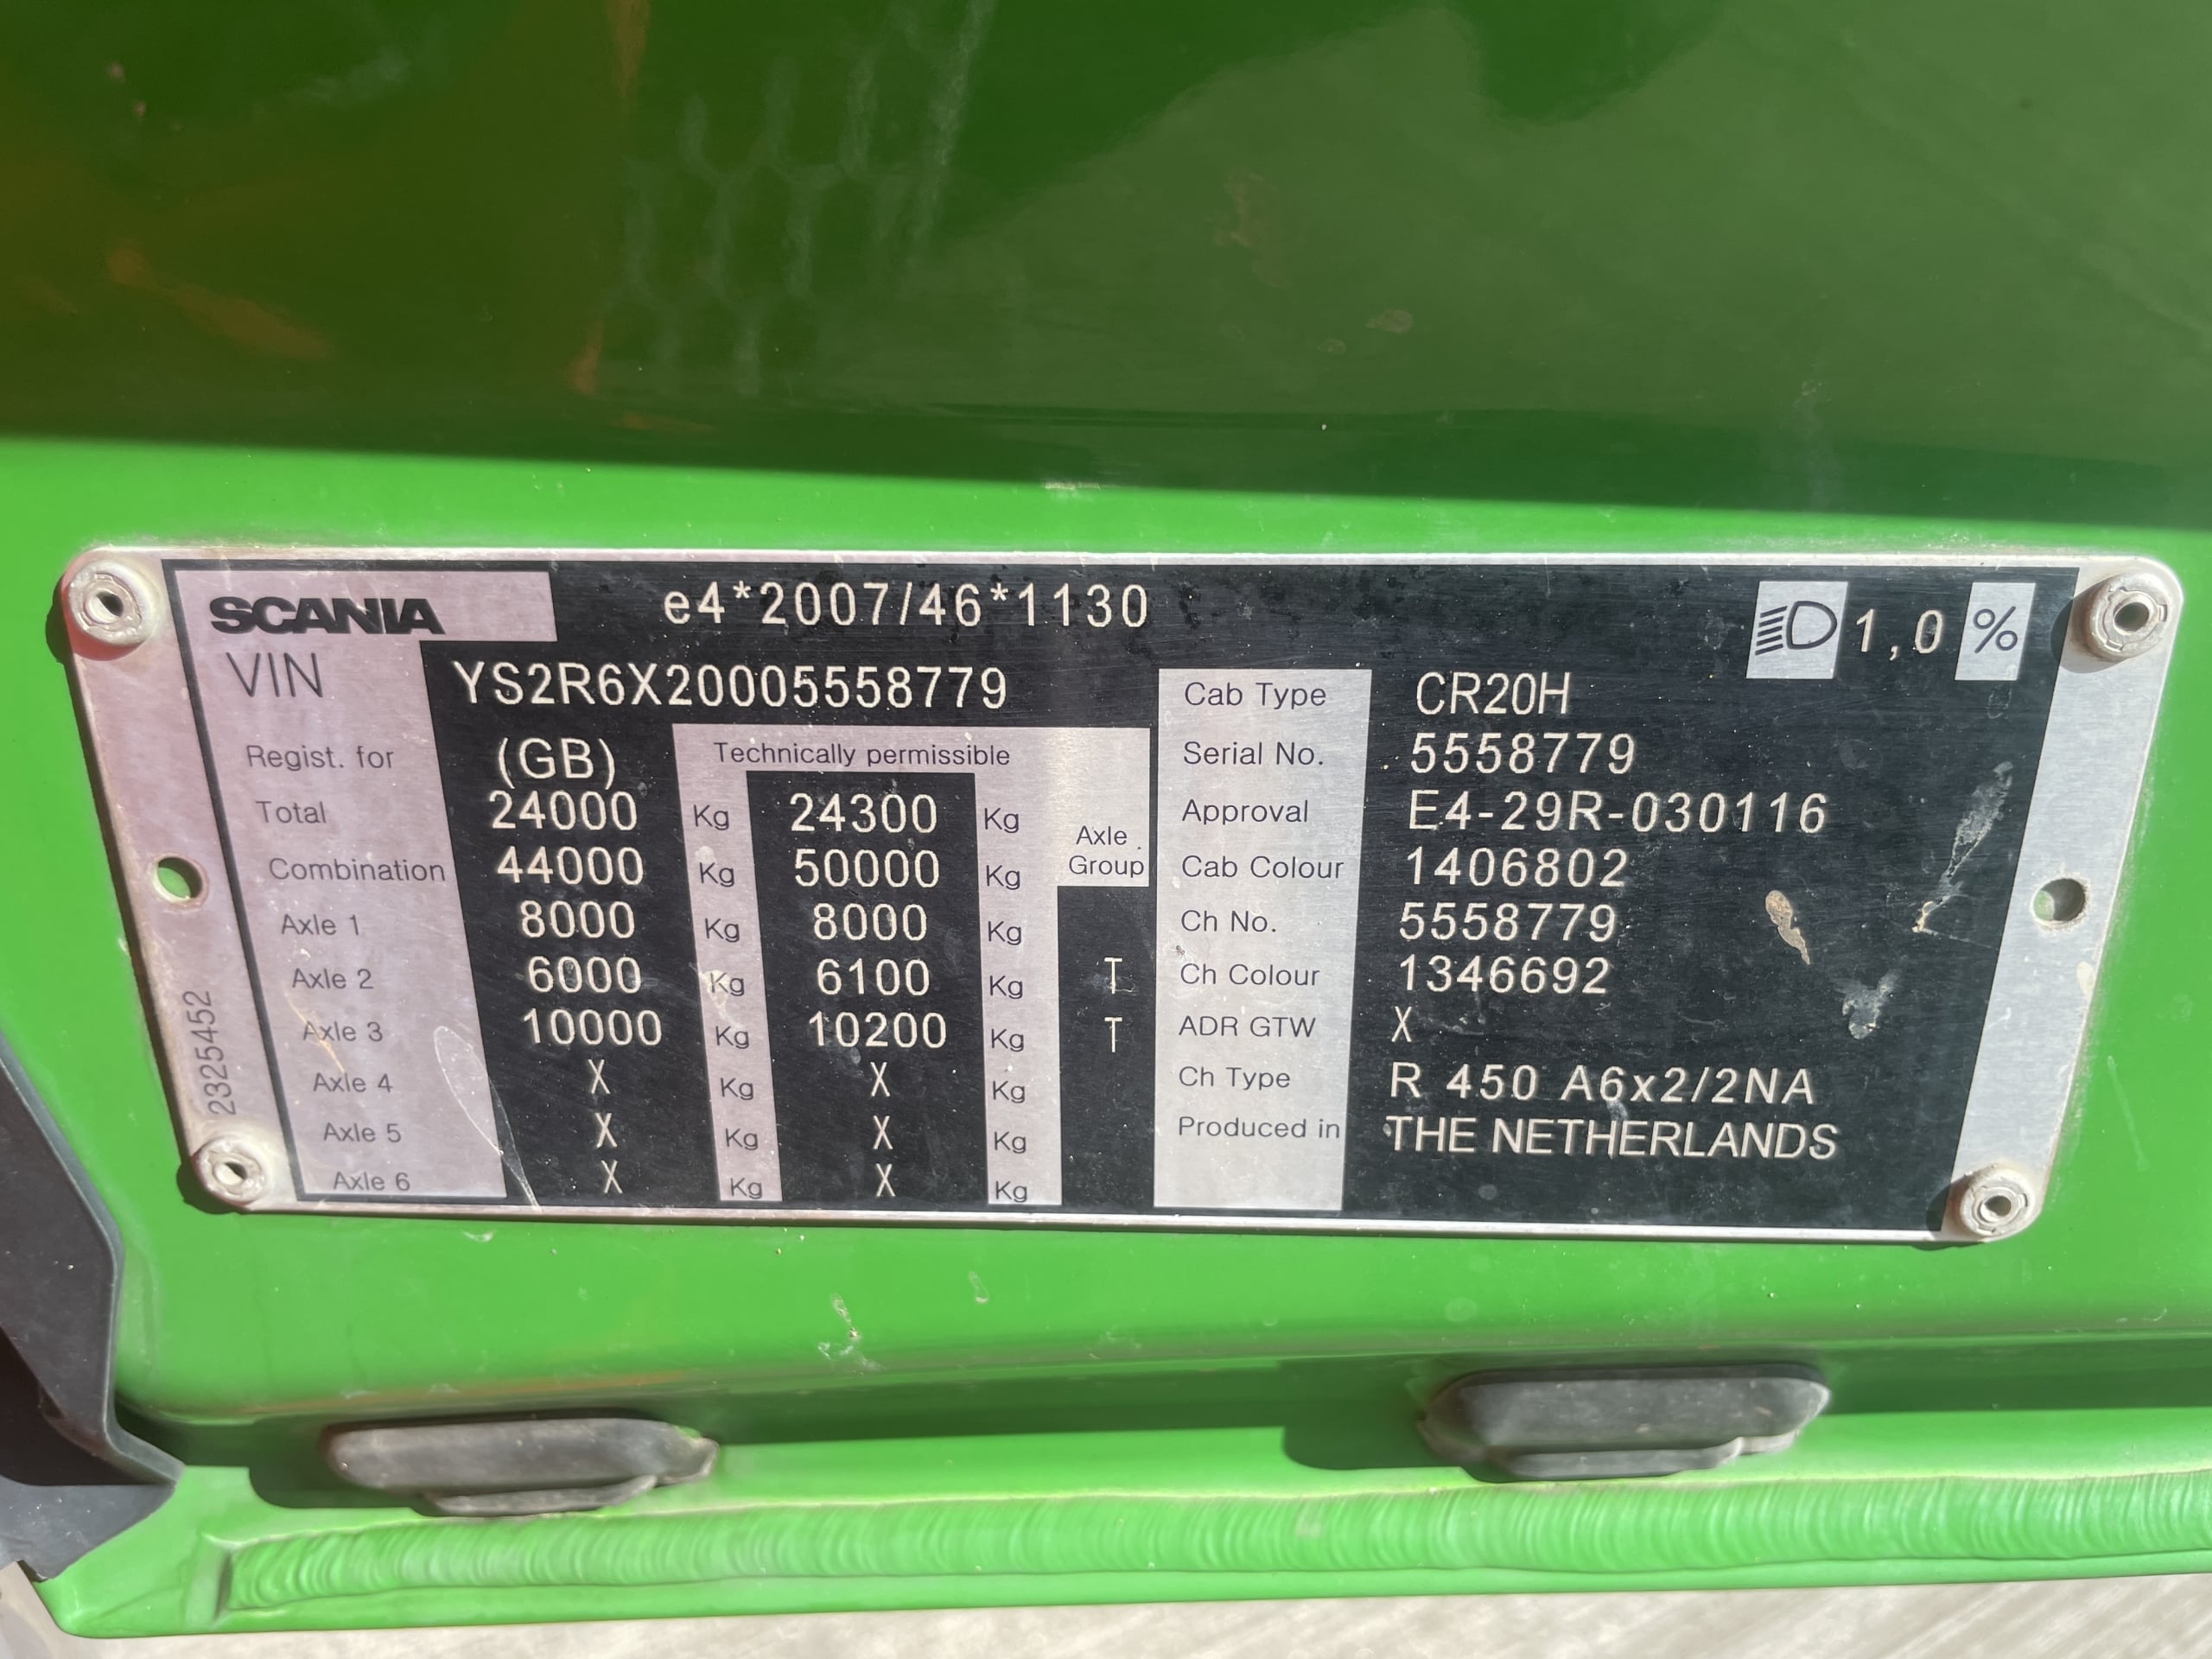 SCANIA e4*2007/46*1130 1,0 %
VIN YS2R6X20005558779
Regist. for (GB) Technically permissible
Total 24000 Kg 24300 Kg Axle
Combination 44000 Kg 50000 Kg Group
Axle 1 8000 Kg 8000 Kg
Axle 2 6000 Kg 6100 Kg T
Axle 3 10000 Kg 10200 Kg T
Axle 4 X Kg X Kg
Axle 5 X Kg X Kg
Axle 6 X Kg X Kg
Cab Type CR20H
Serial No. 5558779
Approval E4-29R-030116
Cab Colour 1406802
Ch No. 5558779
Ch Colour 1346692
ADR GTW X
Ch Type R 450 A6x2/2NA
Produced in THE NETHERLANDS
2325452